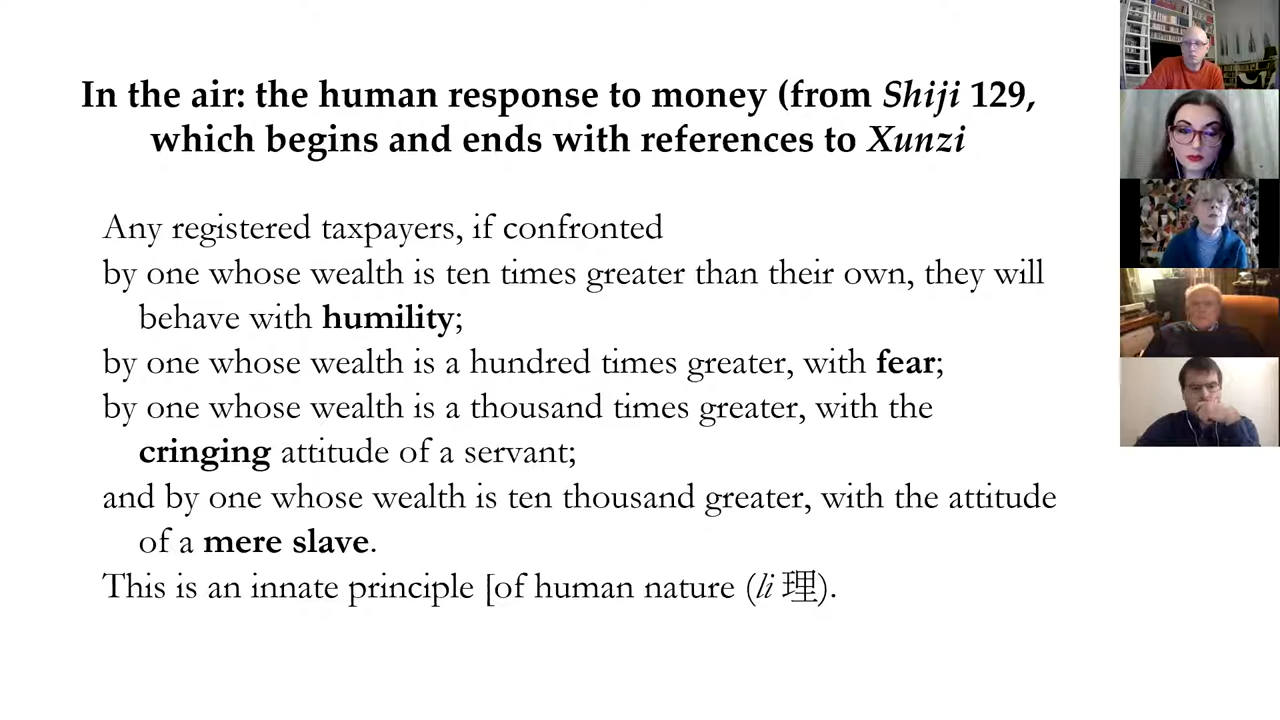 In the air: the human response to money (from Shiji 129,
which begins and ends with references to Xunzi
Any registered taxpayers, if confronted
by one whose wealth is ten times greater than their own, they will
behave with humility;
by one whose wealth is a hundred times greater, with fear;
by one whose wealth is a thousand times greater, with the
cringing attitude of a servant;
and by one whose wealth is ten thousand greater, with the attitude
of a mere slave.
This is an innate principle [of human nature (li 理).